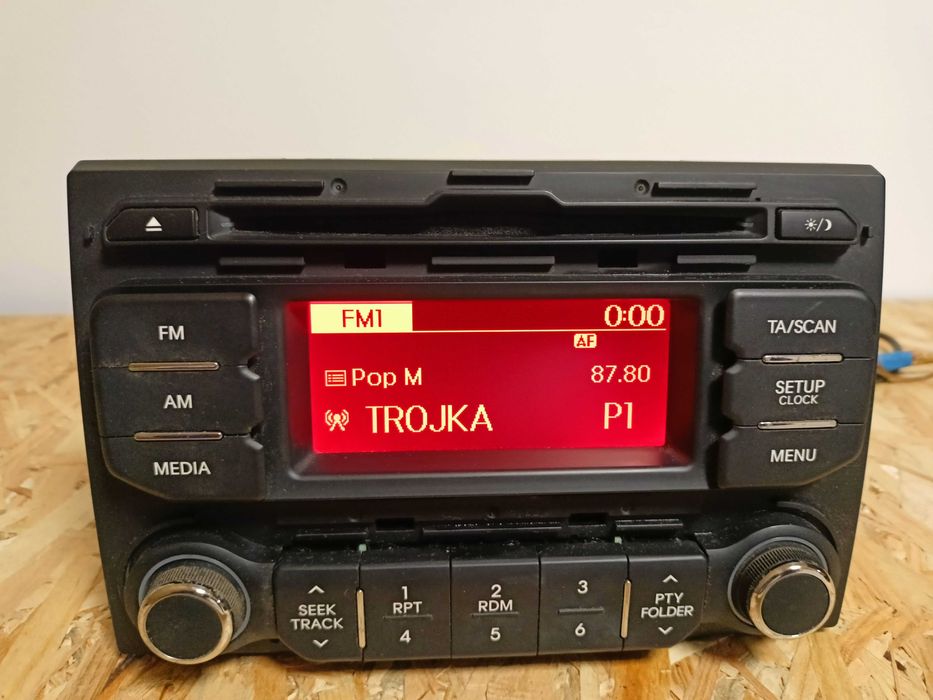 FM1 0:00
AF
Pop M 87.80
TROJKA P1
FM
AM
MEDIA
TA/SCAN
SETUP
CLOCK
MENU
SEEK
TRACK
1
RPT
4
2
RDM
5
3
6
PTY
FOLDER